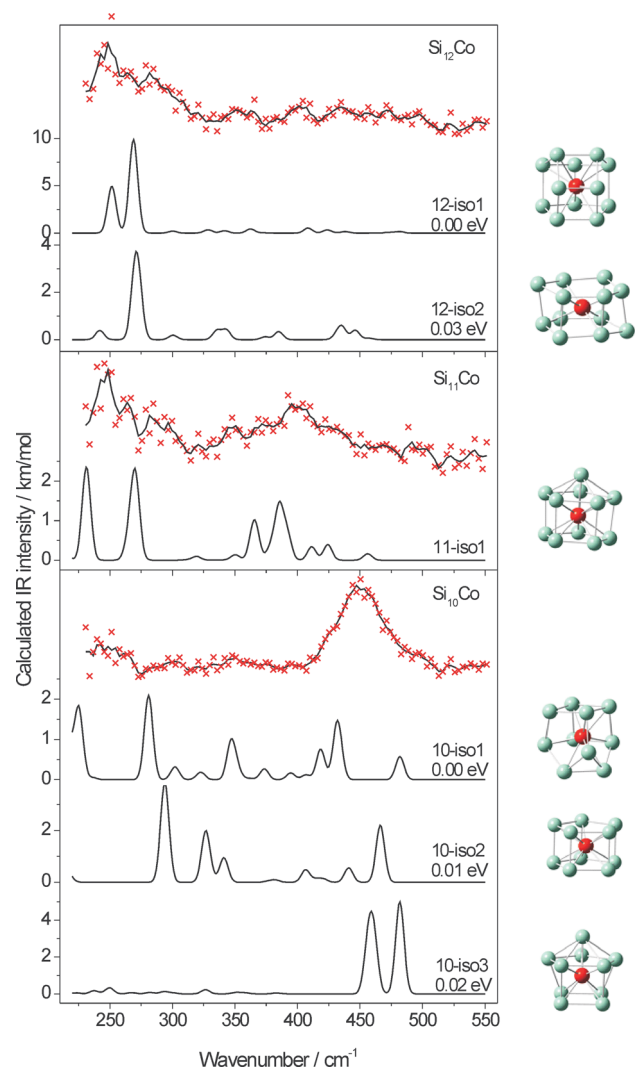 Si12Co
10
5
0
12-iso1
0.00 eV
4
2
0
12-iso2
0.03 eV
Si11Co
2
1
0
11-iso1
Si10Co
2
1
0
10-iso1
0.00 eV
2
0
10-iso2
0.01 eV
4
2
0
10-iso3
0.02 eV
250 300 350 400 450 500 550
Wavenumber / cm-1
Calculated IR intensity / km/mol